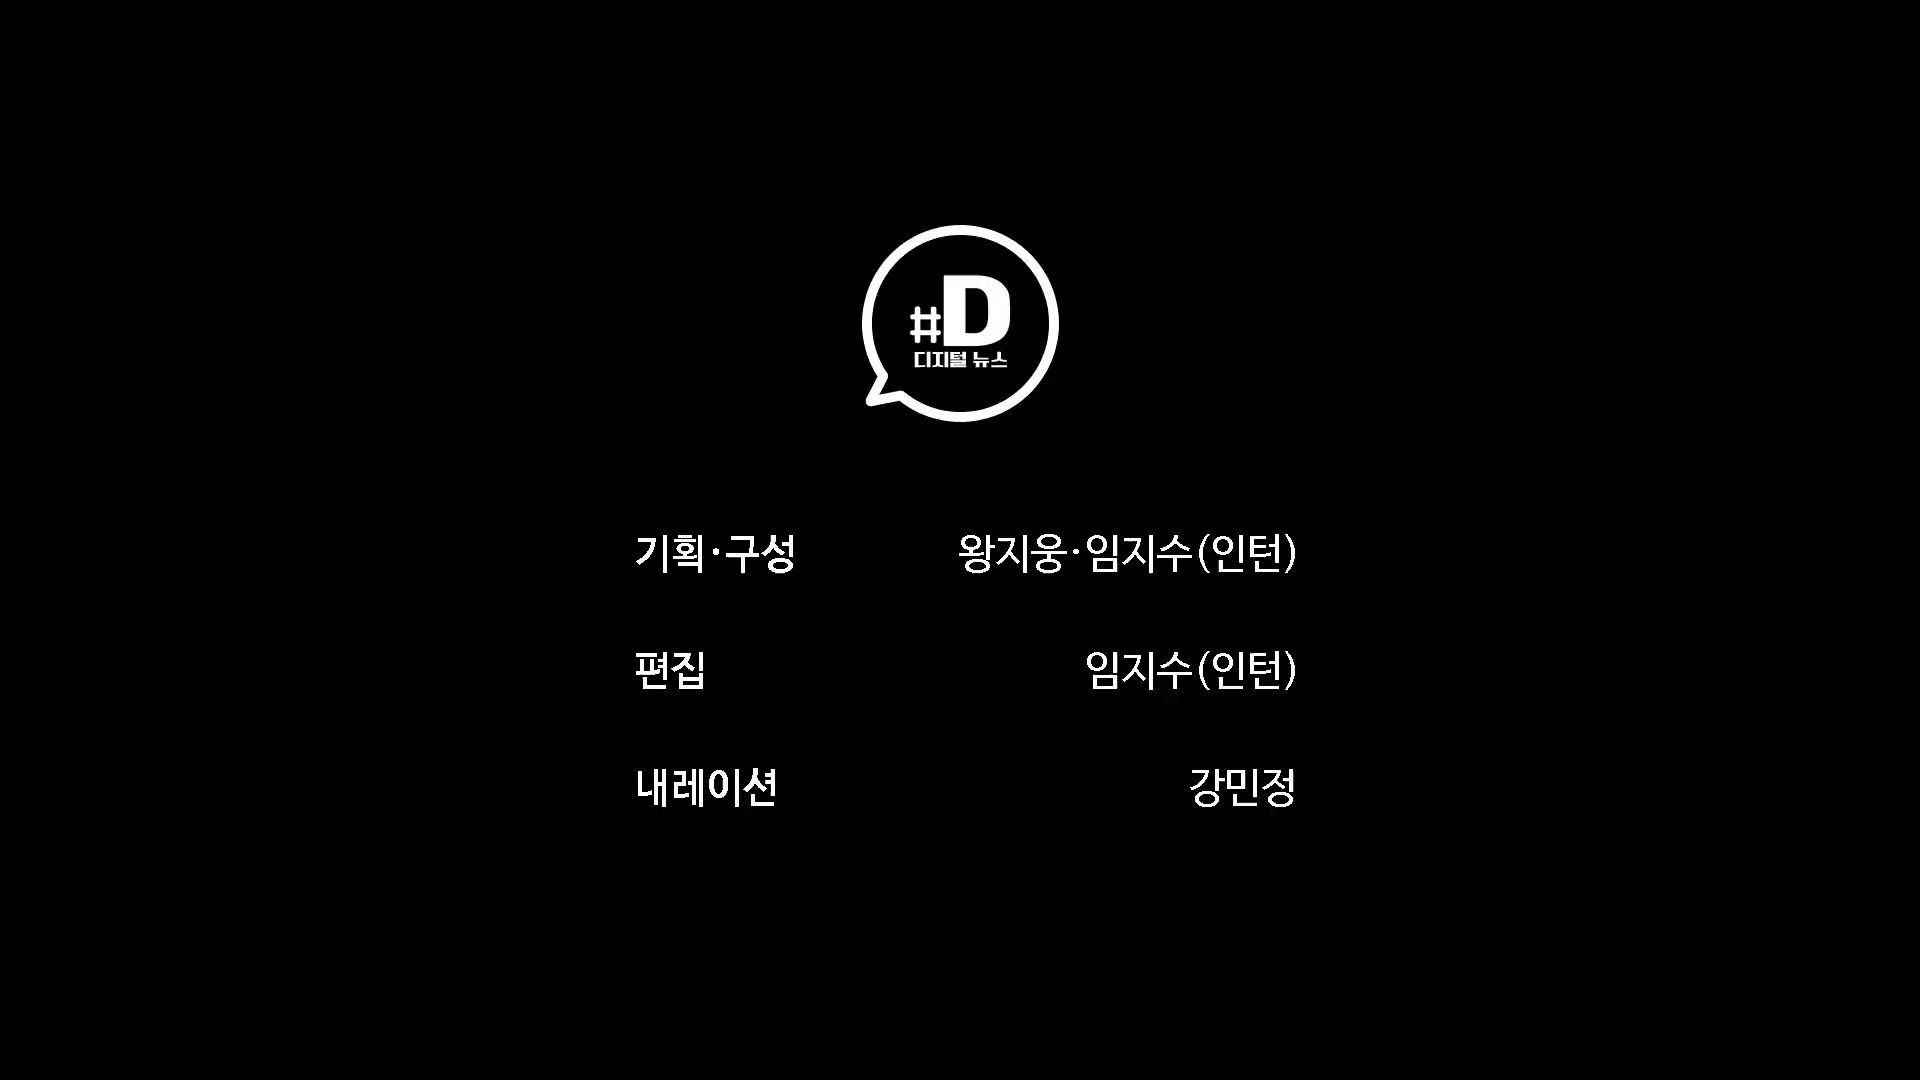 #D
디지털 뉴스
기획·구성 왕지웅·임지수(인턴)
편집 임지수(인턴)
내레이션 강민정